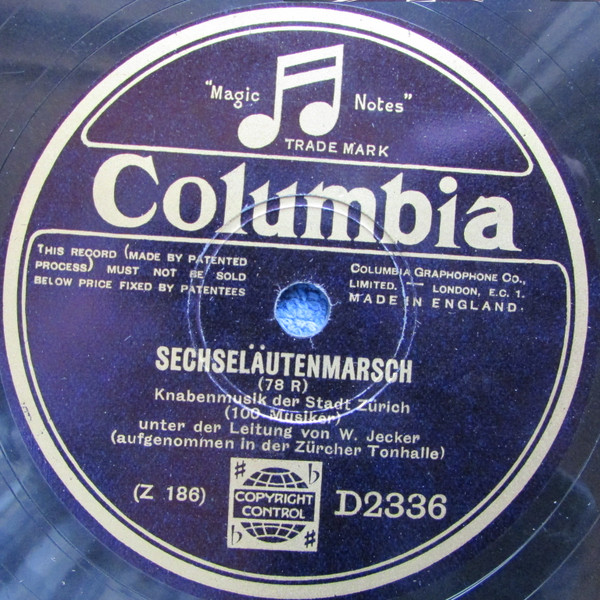 "Magic Notes"
TRADE MARK
Columbia
THIS RECORD (MADE BY PATENTED
PROCESS) MUST NOT BE SOLD
BELOW PRICE FIXED BY PATENTEES
COLUMBIA GRAPHOPHONE CO.,
LIMITED. — LONDON, E.C. 1.
MADE IN ENGLAND.
SECHSELÄUTENMARSCH
(78 R)
Knabenmusik der Stadt Zürich
(100 Musiker)
unter der Leitung von W. Jecker
(aufgenommen in der Zürcher Tonhalle)
(Z 186)
COPYRIGHT
CONTROL
D2336